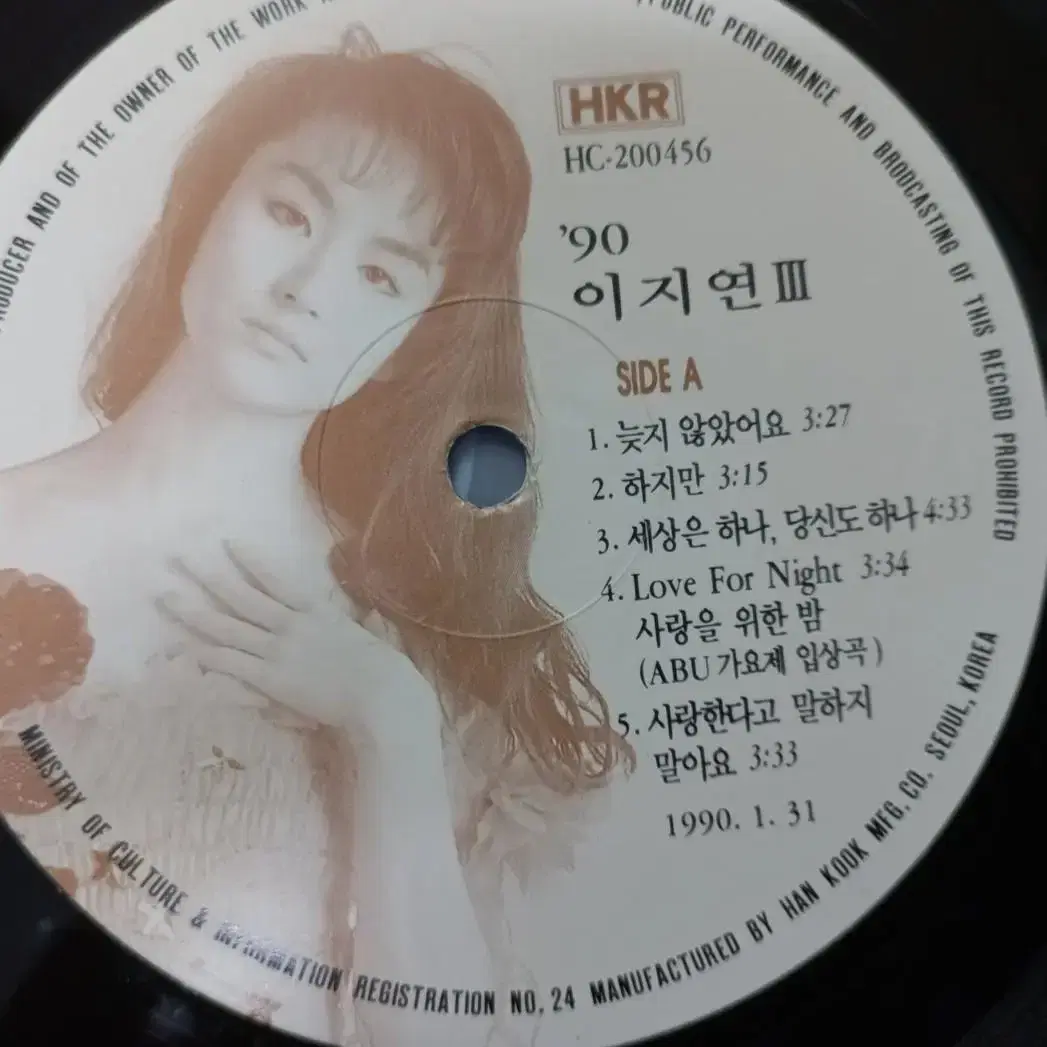 HKR
HC-200456
'90
이지연 Ⅲ
SIDE A
1. 늦지 않았어요 3:27
2. 하지만 3:15
3. 세상은 하나, 당신도 하나 4:33
4. Love For Night 3:34
사랑을 위한 밤
(ABU 가요제 입상곡)
5. 사랑한다고 말하지
말아요 3:33
1990. 1. 31
PRODUCER AND OF THE OWNER OF THE WORK
PUBLIC PERFORMANCE AND BRODCASTING OF THIS RECORD PROHIBITED
MINISTRY OF CULTURE & INFORMATION REGISTRATION NO. 24 MANUFACTURED BY HAN KOOK MFG. CO. SEOUL, KOREA